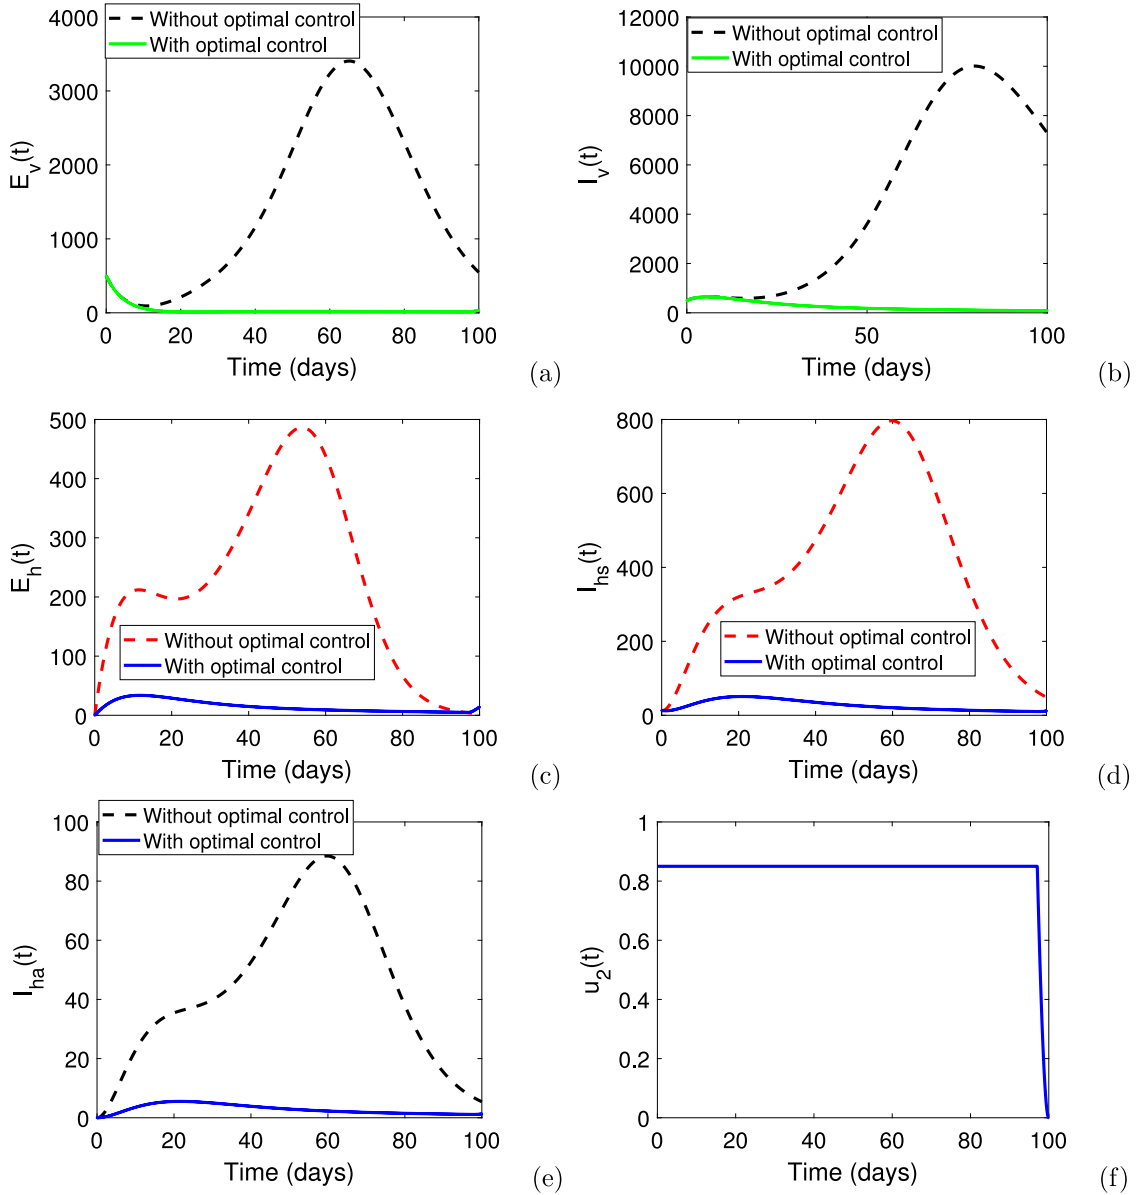 4000
3000
2000
1000
0
E_v(t)
Without optimal control
With optimal control
0 20 40 60 80 100
Time (days)
(a)
12000
10000
8000
6000
4000
2000
0
I_v(t)
Without optimal control
With optimal control
0 50 100
Time (days)
(b)
500
400
300
200
100
0
E_h(t)
Without optimal control
With optimal control
0 20 40 60 80 100
Time (days)
(c)
800
600
400
200
0
I_hs(t)
Without optimal control
With optimal control
0 20 40 60 80 100
Time (days)
(d)
100
80
60
40
20
0
I_ha(t)
Without optimal control
With optimal control
0 20 40 60 80 100
Time (days)
(e)
1
0.8
0.6
0.4
0.2
0
u_2(t)
0 20 40 60 80 100
Time (days)
(f)